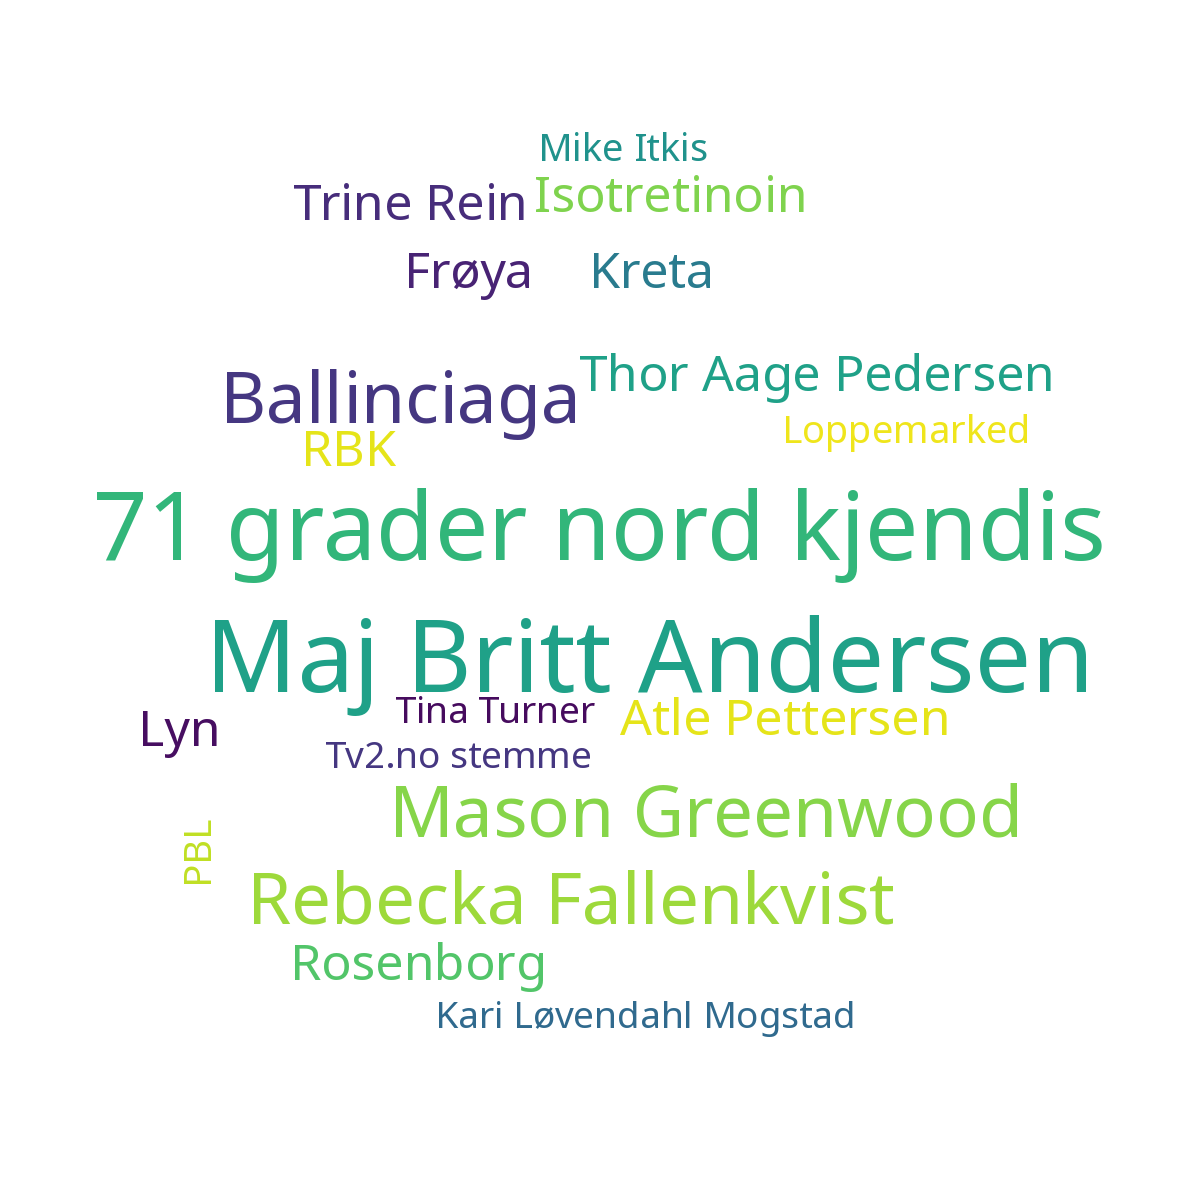 Mike Itkis
Trine Rein
Isotretinoin
Frøya
Kreta
Thor Aage Pedersen
Ballinciaga
Loppemarked
RBK
71 grader nord kjendis
Maj Britt Andersen
Tina Turner
Atle Pettersen
Lyn
Tv2.no stemme
Mason Greenwood
PBL
Rebecka Fallenkvist
Rosenborg
Kari Løvendahl Mogstad